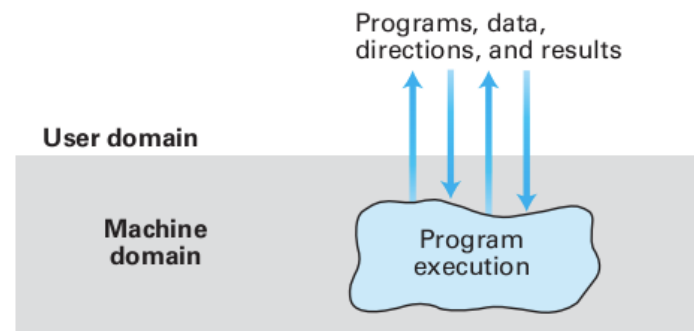 Programs, data,
directions, and results
User domain
Machine
domain
Program
execution